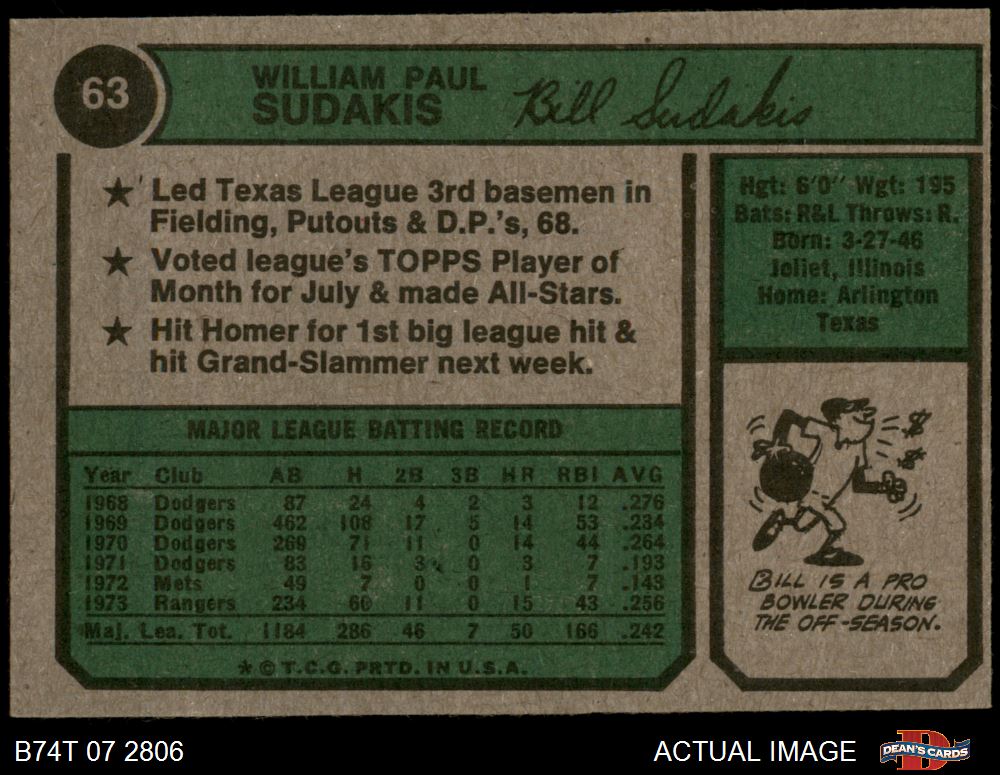 63
WILLIAM PAUL
SUDAKIS
Bill Sudakis
★ Led Texas League 3rd basemen in
Fielding, Putouts & D.P.'s, 68.
★ Voted league's TOPPS Player of
Month for July & made All-Stars.
★ Hit Homer for 1st big league hit &
hit Grand-Slammer next week.
Hgt: 6'0" Wgt: 195
Bats: R&L Throws: R.
Born: 3-27-46
Joliet, Illinois
Home: Arlington
Texas
MAJOR LEAGUE BATTING RECORD
Year Club AB H 2B 3B HR RBI AVG
1968 Dodgers 87 24 4 2 3 12 .276
1969 Dodgers 462 108 17 5 14 53 .234
1970 Dodgers 269 71 11 0 14 44 .264
1971 Dodgers 83 16 3 0 3 7 .193
1972 Mets 49 7 0 0 1 7 .143
1973 Rangers 234 60 11 0 15 43 .256
Maj. Lea. Tot. 1184 286 46 7 50 166 .242
* © T.C.G. PRTD. IN U.S.A.
$
$
BILL IS A PRO
BOWLER DURING
THE OFF-SEASON.
B74T 07 2806
ACTUAL IMAGE
D
DEAN'S CARDS